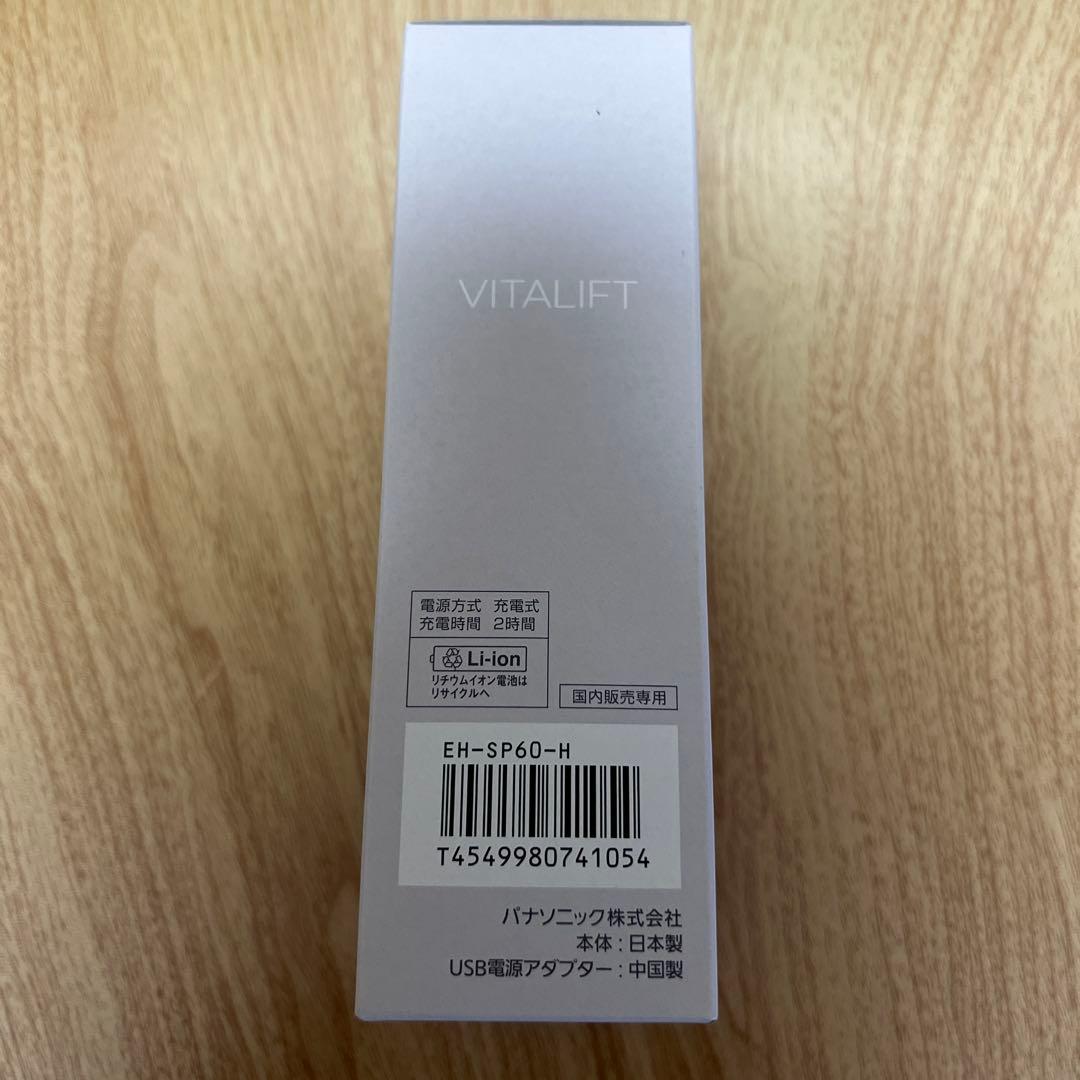 VITALIFT
電源方式 充電式
充電時間 2時間
Li-ion
リチウムイオン電池は
リサイクルへ
国内販売専用
EH-SP60-H
T4549980741054
パナソニック株式会社
本体:日本製
USB電源アダプター:中国製